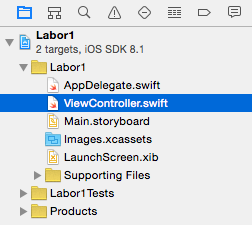 Labor1
2 targets, iOS SDK 8.1
Labor1
AppDelegate.swift
ViewController.swift
Main.storyboard
Images.xcassets
LaunchScreen.xib
Supporting Files
Labor1Tests
Products